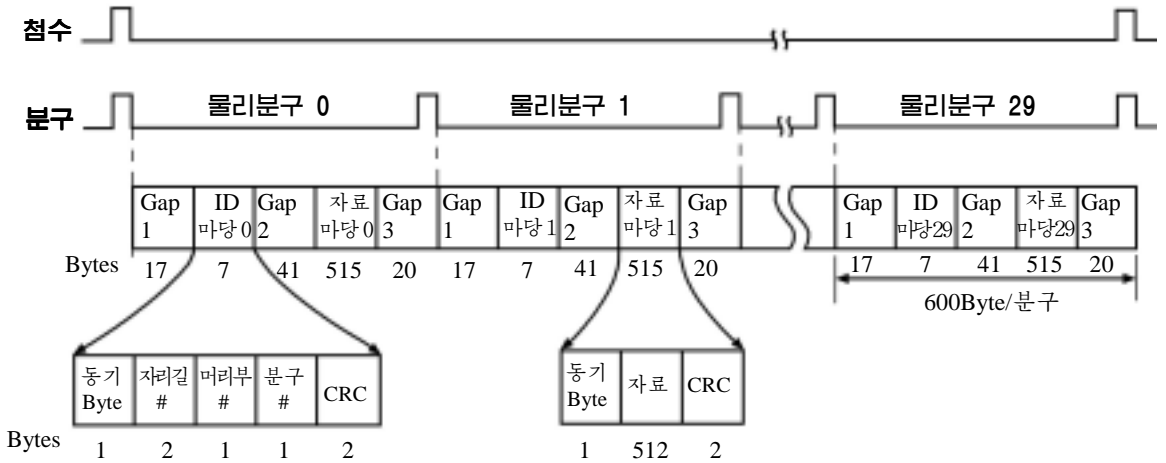 첨수
분구 물리분구 0 물리분구 1 물리분구 29
Gap 1 ID 마당0 Gap 2 자료 마당0 Gap 3 Gap 1 ID 마당1 Gap 2 자료 마당1 Gap 3 Gap 1 ID 마당29 Gap 2 자료 마당29 Gap 3
Bytes 17 7 41 515 20 17 7 41 515 20 17 7 41 515 20
600Byte/분구
동기 Byte 자리길 # 머리부 # 분구 # CRC 동기 Byte 자료 CRC
Bytes 1 2 1 1 2 1 512 2